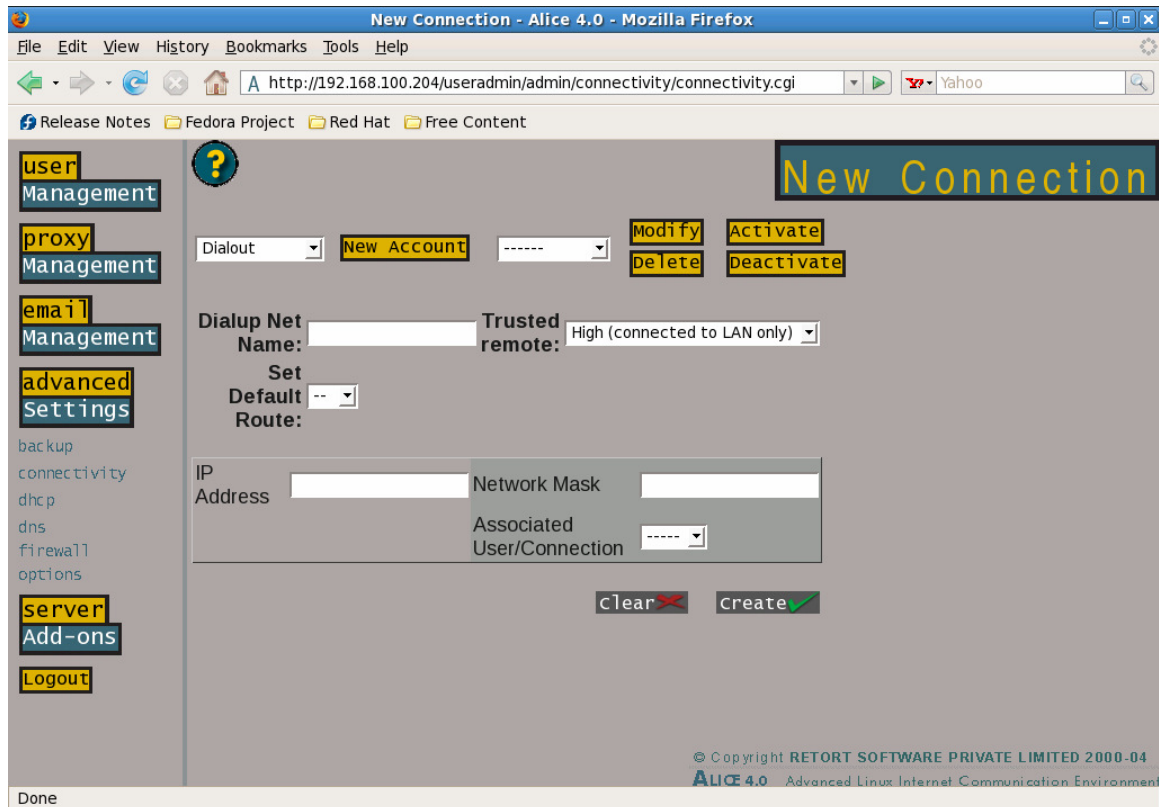 New Connection - Alice 4.0 - Mozilla Firefox
File Edit View History Bookmarks Tools Help
A http://192.168.100.204/useradmin/admin/connectivity/connectivity.cgi
Yahoo
Release Notes Fedora Project Red Hat Free Content
user
Management
proxy
Management
email
Management
advanced
Settings
backup
connectivity
dhcp
dns
firewall
options
server
Add-ons
Logout
?
New Connection
Dialout
New Account
------
Modify
Activate
Delete
Deactivate
Dialup Net
Name:
Trusted
remote:
High (connected to LAN only)
Set
Default
Route:
--
IP
Address
Network Mask
Associated
User/Connection
-----
Clear
Create
© Copyright RETORT SOFTWARE PRIVATE LIMITED 2000-04
ALICE 4.0 Advanced Linux Internet Communication Environment
Done